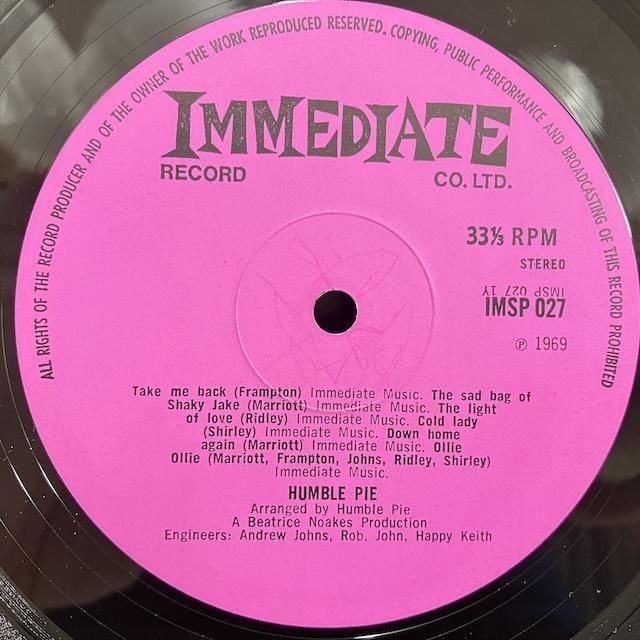 ALL RIGHTS OF THE RECORD PRODUCER AND OF THE OWNER OF THE WORK REPRODUCED RESERVED. COPYING, PUBLIC PERFORMANCE AND BROADCASTING OF THIS RECORD PROHIBITED
IMMEDIATE
RECORD CO. LTD.
33⅓ RPM
STEREO
IMSP 027 1Y
IMSP 027
℗ 1969
Take me back (Frampton) Immediate Music. The sad bag of
Shaky Jake (Marriott) Immediate Music. The light
of love (Ridley) Immediate Music. Cold lady
(Shirley) Immediate Music. Down home
again (Marriott) Immediate Music. Ollie
Ollie (Marriott, Frampton, Johns, Ridley, Shirley)
Immediate Music.
HUMBLE PIE
Arranged by Humble Pie
A Beatrice Noakes Production
Engineers: Andrew Johns, Rob, John, Happy Keith